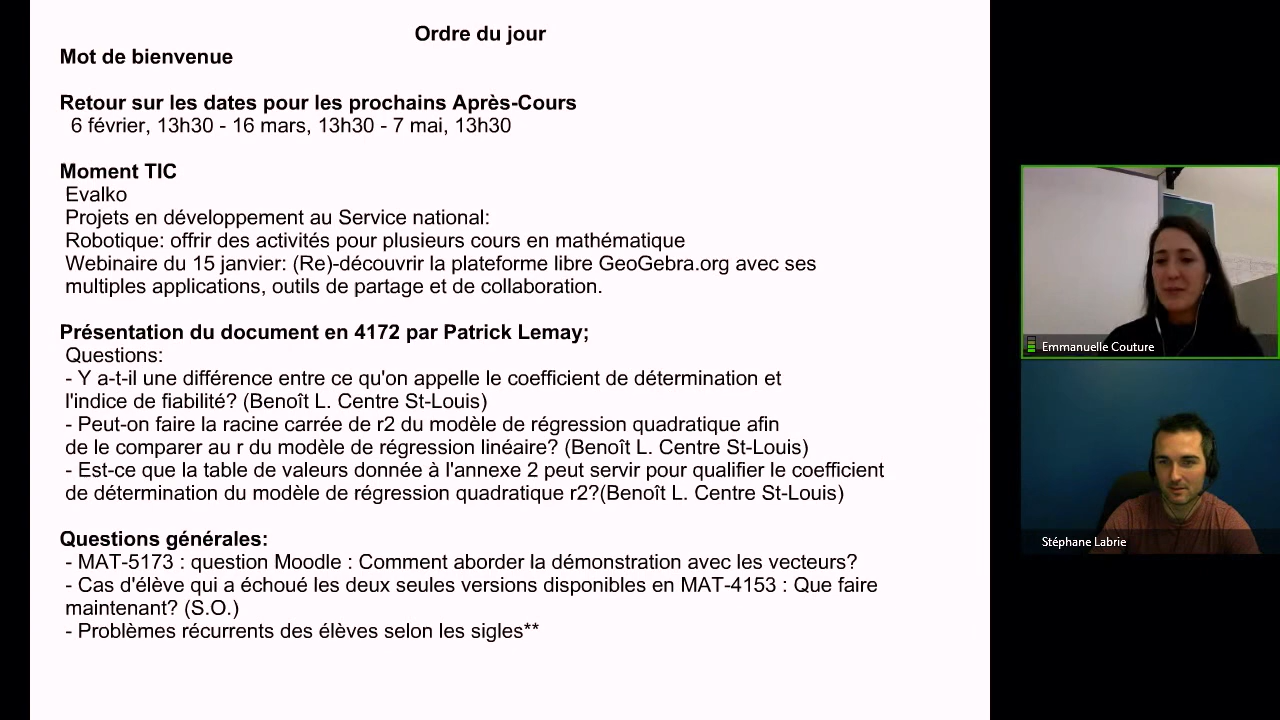 Ordre du jour
Mot de bienvenue
Retour sur les dates pour les prochains Après-Cours
6 février, 13h30 - 16 mars, 13h30 - 7 mai, 13h30
Moment TIC
Evalko
Projets en développement au Service national:
Robotique: offrir des activités pour plusieurs cours en mathématique
Webinaire du 15 janvier: (Re)-découvrir la plateforme libre GeoGebra.org avec ses
multiples applications, outils de partage et de collaboration.
Présentation du document en 4172 par Patrick Lemay;
Questions:
- Y a-t-il une différence entre ce qu'on appelle le coefficient de détermination et
l'indice de fiabilité? (Benoît L. Centre St-Louis)
- Peut-on faire la racine carrée de r2 du modèle de régression quadratique afin
de le comparer au r du modèle de régression linéaire? (Benoît L. Centre St-Louis)
- Est-ce que la table de valeurs donnée à l'annexe 2 peut servir pour qualifier le coefficient
de détermination du modèle de régression quadratique r2?(Benoît L. Centre St-Louis)
Questions générales:
- MAT-5173 : question Moodle : Comment aborder la démonstration avec les vecteurs?
- Cas d'élève qui a échoué les deux seules versions disponibles en MAT-4153 : Que faire
maintenant? (S.O.)
- Problèmes récurrents des élèves selon les sigles**
Emmanuelle Couture
Stéphane Labrie